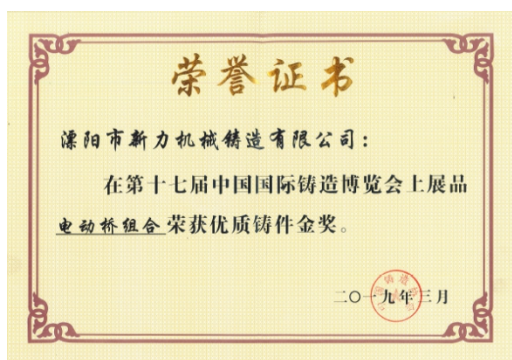 荣誉证书
溧阳市新力机械铸造有限公司：
在第十七届中国国际铸造博览会上展品
电动桥组合荣获优质铸件金奖。
二〇一九年三月